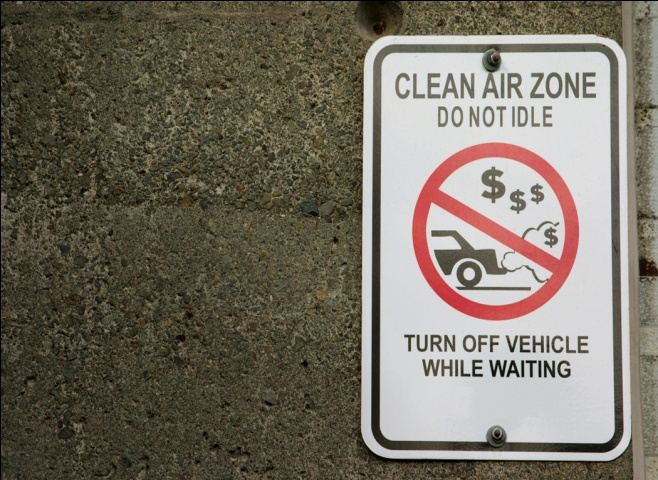 CLEAN AIR ZONE
DO NOT IDLE
$ $ $
$
TURN OFF VEHICLE
WHILE WAITING